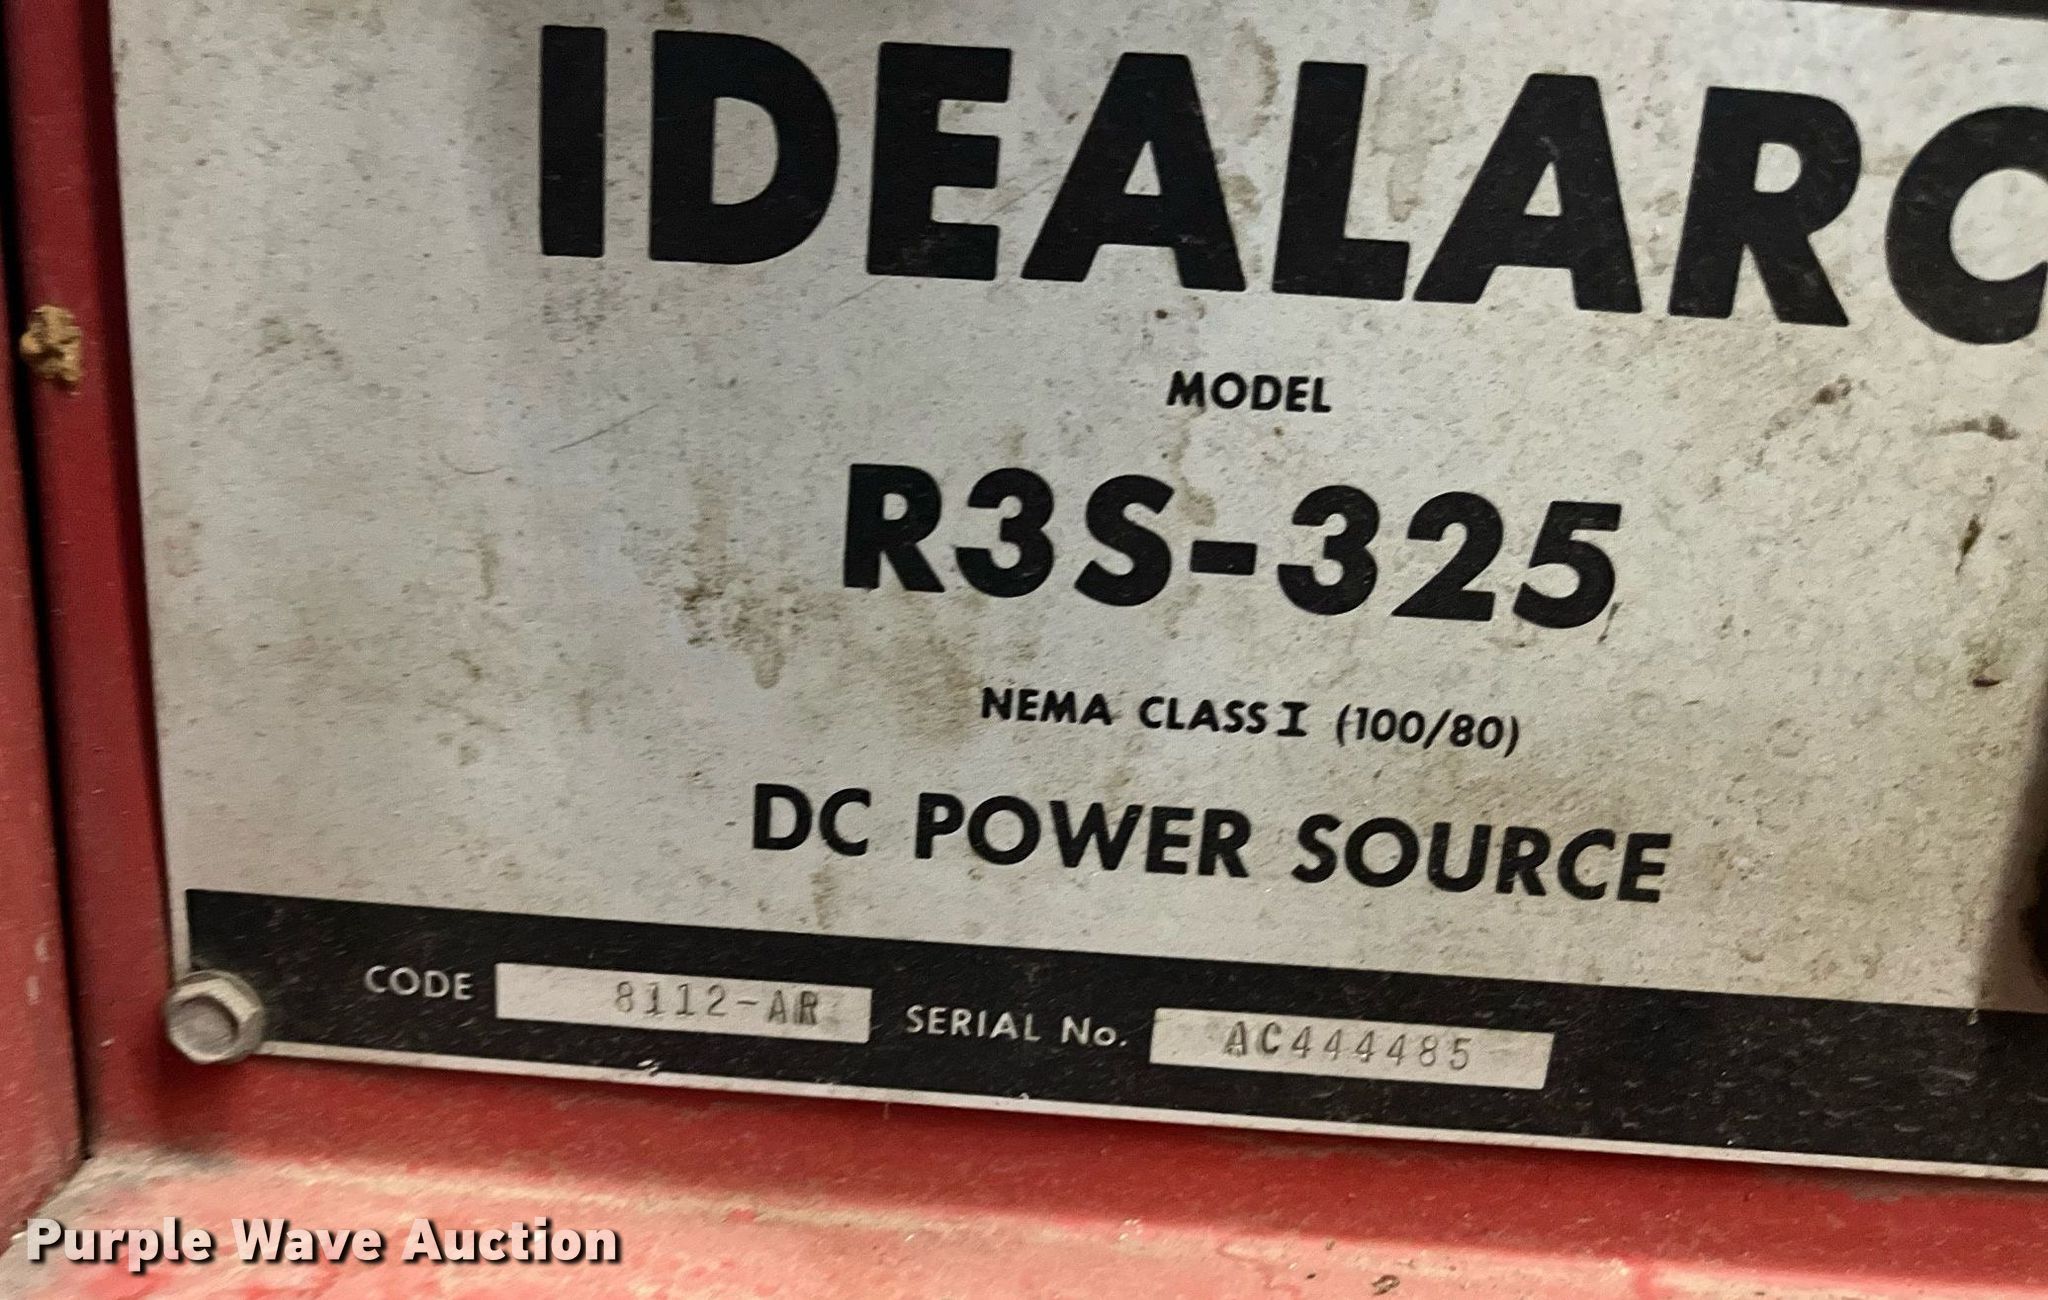 IDEALARC
MODEL
R3S-325
NEMA CLASS I (100/80)
DC POWER SOURCE
CODE 8112-AR SERIAL No. AC444485
Purple Wave Auction